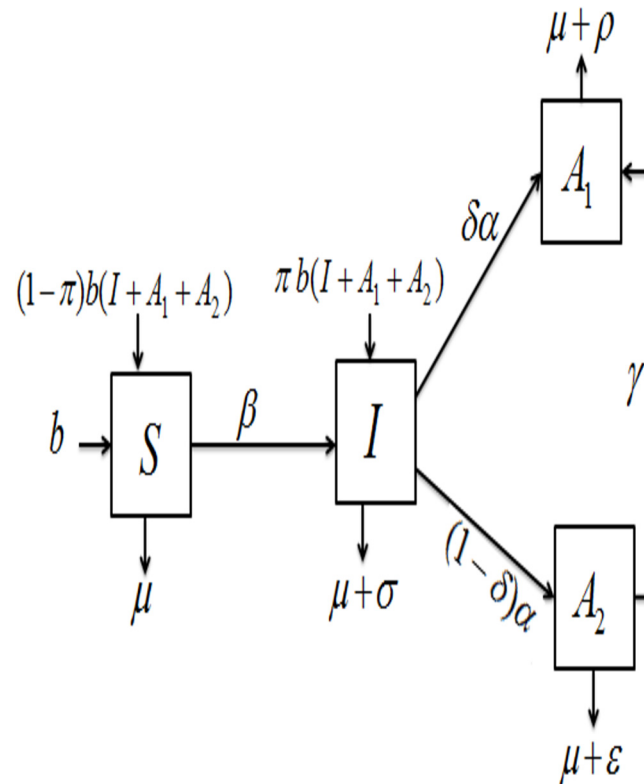 μ+ρ
A₁
δα
(1-π)b(I+A₁+A₂)
πb(I+A₁+A₂)
γ
b
S
β
I
(1-δ)α
A₂
μ
μ+σ
μ+ε